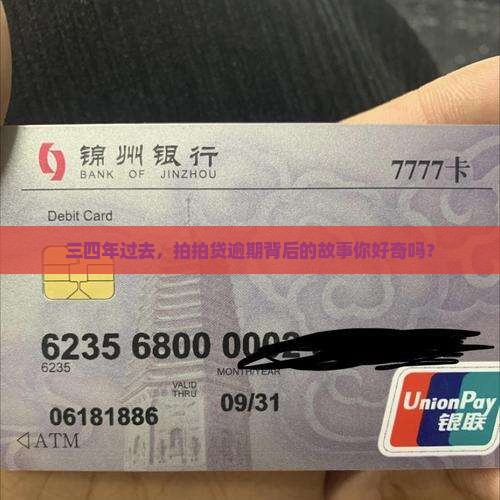 锦州银行
BANK OF JINZHOU
7777卡
Debit Card
三四年过去，拍拍贷逾期背后的故事你好奇吗？
6235 6800 0002
6235
MONTH/YEAR
VALID
THRU
09/31
06181886
ATM
UnionPay
银联